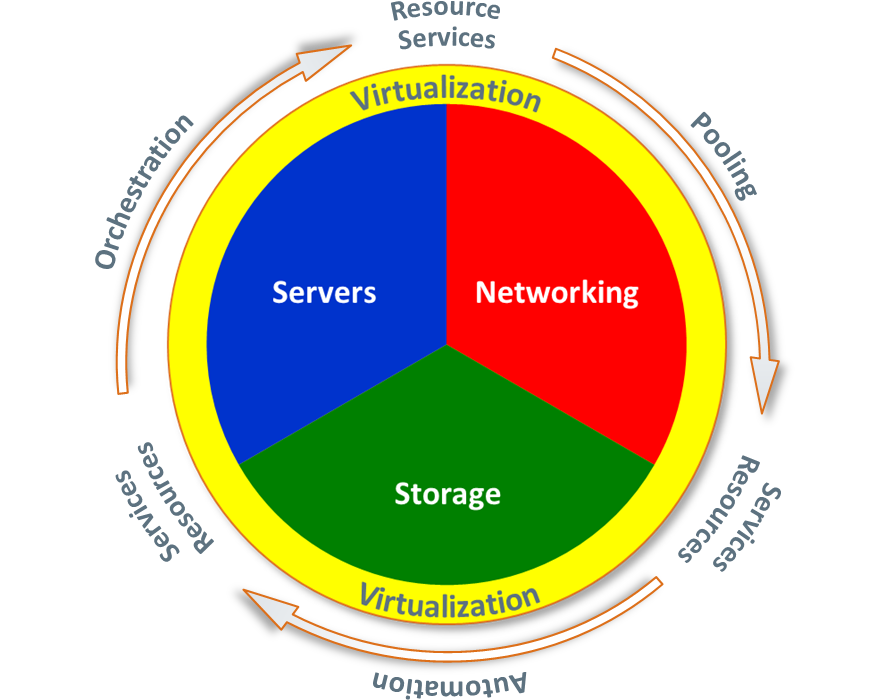 Resource
Services
Virtualization
Orchestration
Pooling
Servers
Networking
Storage
Services
Resources
Resources
Services
Virtualization
Automation